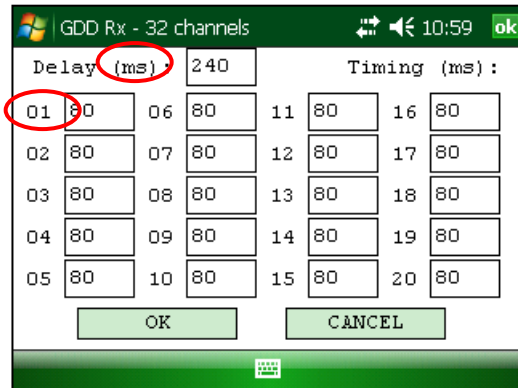 GDD Rx - 32 channels 10:59 ok
Delay (ms): 240 Timing (ms):
01 80 06 80 11 80 16 80
02 80 07 80 12 80 17 80
03 80 08 80 13 80 18 80
04 80 09 80 14 80 19 80
05 80 10 80 15 80 20 80
OK CANCEL